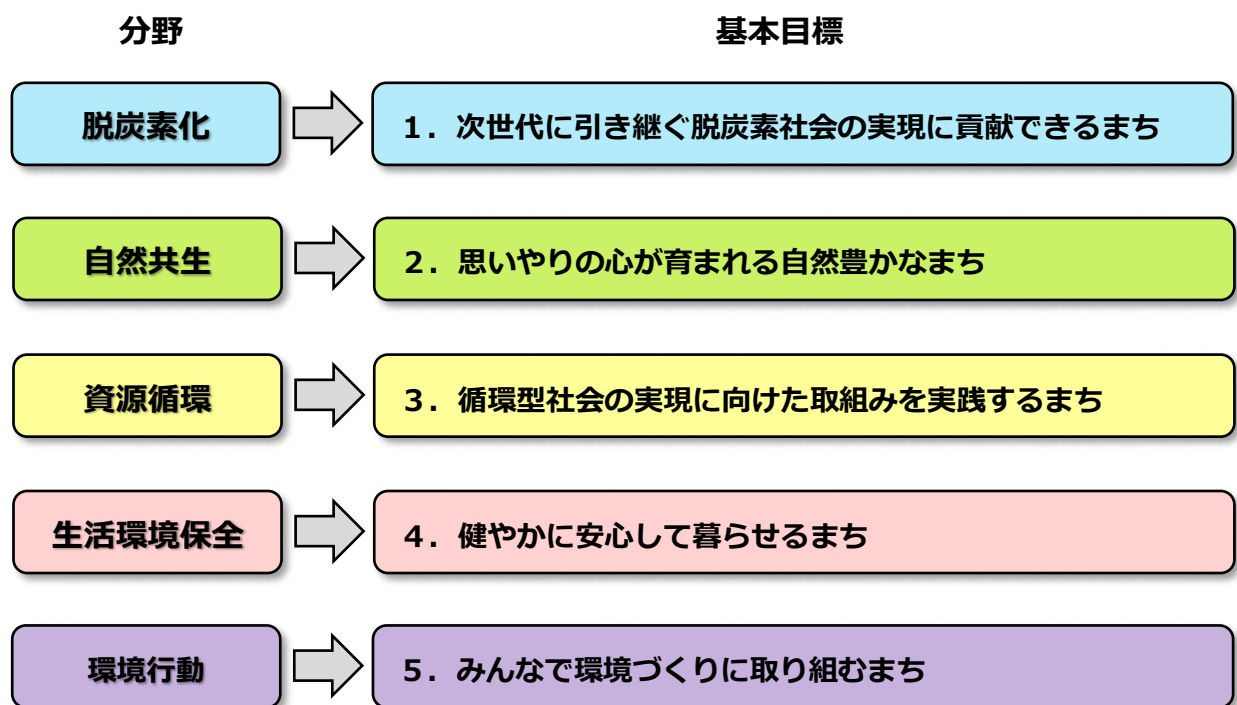 分野 基本目標
脱炭素化 1．次世代に引き継ぐ脱炭素社会の実現に貢献できるまち
自然共生 2．思いやりの心が育まれる自然豊かなまち
資源循環 3．循環型社会の実現に向けた取組みを実践するまち
生活環境保全 4．健やかに安心して暮らせるまち
環境行動 5．みんなで環境づくりに取り組むまち